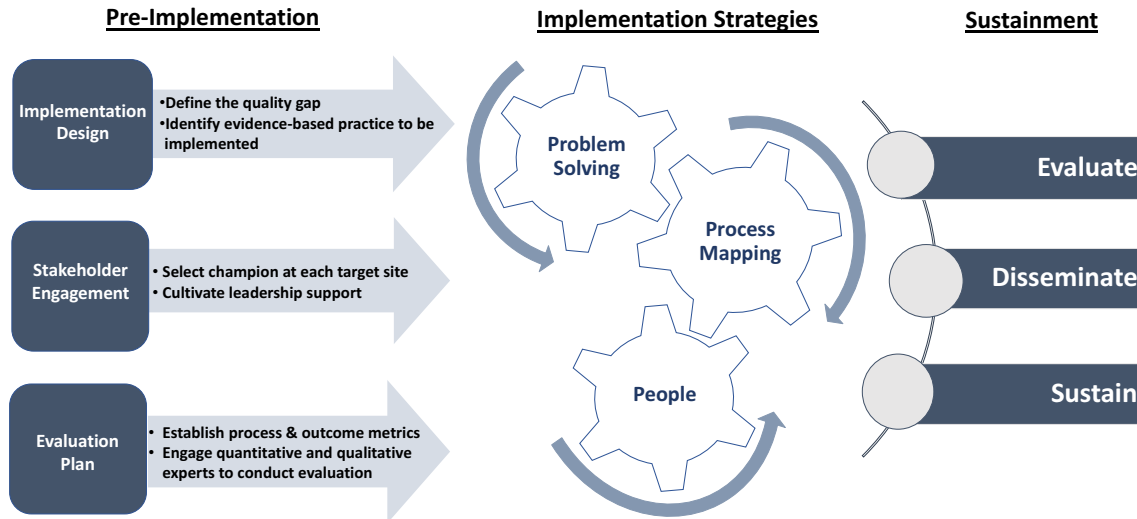 Pre-Implementation
Implementation
Design
•Define the quality gap
•Identify evidence-based practice to be
implemented
Stakeholder
Engagement
• Select champion at each target site
• Cultivate leadership support
Evaluation
Plan
• Establish process & outcome metrics
• Engage quantitative and qualitative
experts to conduct evaluation
Implementation Strategies
Problem
Solving
Process
Mapping
People
Sustainment
Evaluate
Disseminate
Sustain